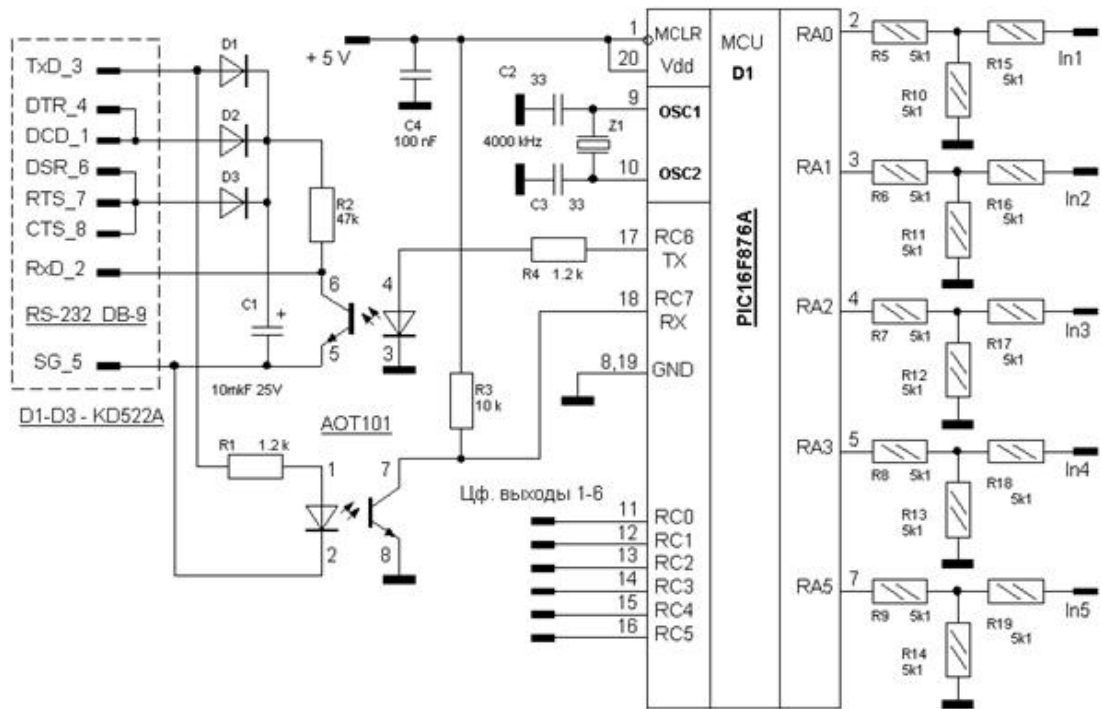 TxD_3
DTR_4
DCD_1
DSR_6
RTS_7
CTS_8
RxD_2
RS-232 DB-9
SG_5
D1-D3 - KD522A
D1
D2
D3
R2
47k
C1
+
10mkF 25V
6
5
4
3
R1 1.2 k
AOT101
1
2
7
8
+ 5 V
C4
100 nF
C2
33
4000 kHz
Z1
C3 33
R4 1.2 k
R3
10 k
Цф. выходы 1-6
1 MCLR
20 Vdd
9 OSC1
10 OSC2
17 RC6
TX
18 RC7
RX
8,19 GND
11 RC0
12 RC1
13 RC2
14 RC3
15 RC4
16 RC5
MCU
D1
PIC16F876A
RA0 2
R5 5k1
R15
5k1
In1
R10
5k1
RA1 3
R6 5k1
R16
5k1
In2
R11
5k1
RA2 4
R7 5k1
R17
5k1
In3
R12
5k1
RA3 5
R8 5k1
R18
5k1
In4
R13
5k1
RA5 7
R9 5k1
R19
5k1
In5
R14
5k1